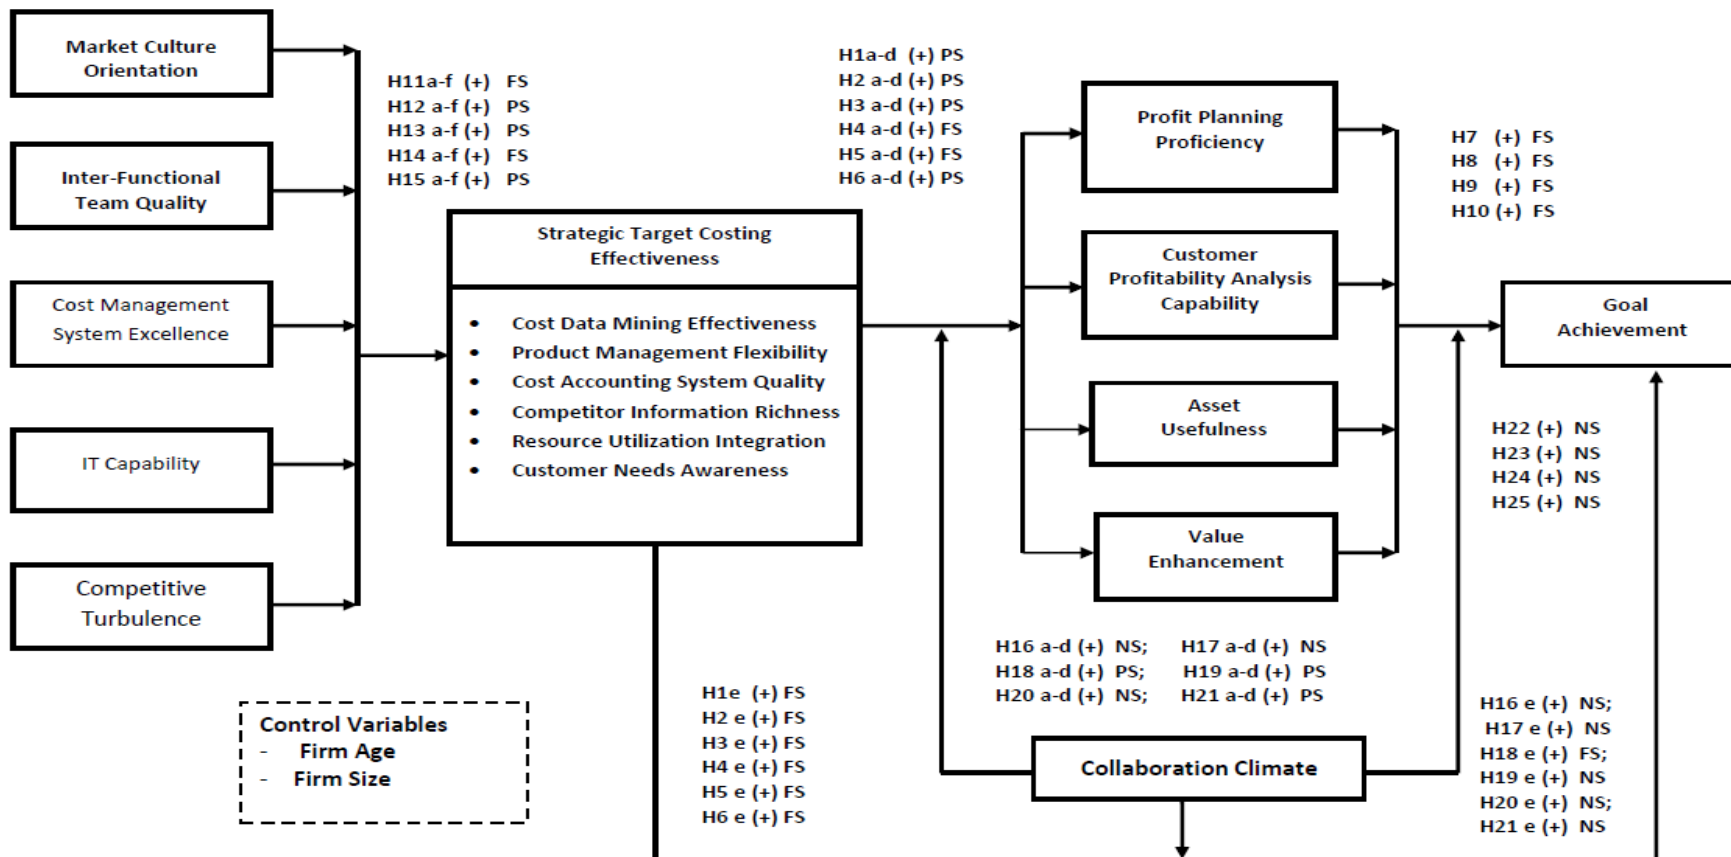 Market Culture
Orientation
Inter-Functional
Team Quality
Cost Management
System Excellence
IT Capability
Competitive
Turbulence
H11a-f (+) FS
H12 a-f (+) PS
H13 a-f (+) PS
H14 a-f (+) FS
H15 a-f (+) PS
Strategic Target Costing
Effectiveness
• Cost Data Mining Effectiveness
• Product Management Flexibility
• Cost Accounting System Quality
• Competitor Information Richness
• Resource Utilization Integration
• Customer Needs Awareness
H1a-d (+) PS
H2 a-d (+) PS
H3 a-d (+) PS
H4 a-d (+) FS
H5 a-d (+) FS
H6 a-d (+) PS
Profit Planning
Proficiency
Customer
Profitability Analysis
Capability
Asset
Usefulness
Value
Enhancement
H7 (+) FS
H8 (+) FS
H9 (+) FS
H10 (+) FS
Goal
Achievement
H22 (+) NS
H23 (+) NS
H24 (+) NS
H25 (+) NS
H16 a-d (+) NS; H17 a-d (+) NS
H18 a-d (+) PS; H19 a-d (+) PS
H20 a-d (+) NS; H21 a-d (+) PS
Collaboration Climate
H16 e (+) NS;
H17 e (+) NS
H18 e (+) FS;
H19 e (+) NS
H20 e (+) NS;
H21 e (+) NS
H1e (+) FS
H2 e (+) FS
H3 e (+) FS
H4 e (+) FS
H5 e (+) FS
H6 e (+) FS
Control Variables
- Firm Age
- Firm Size